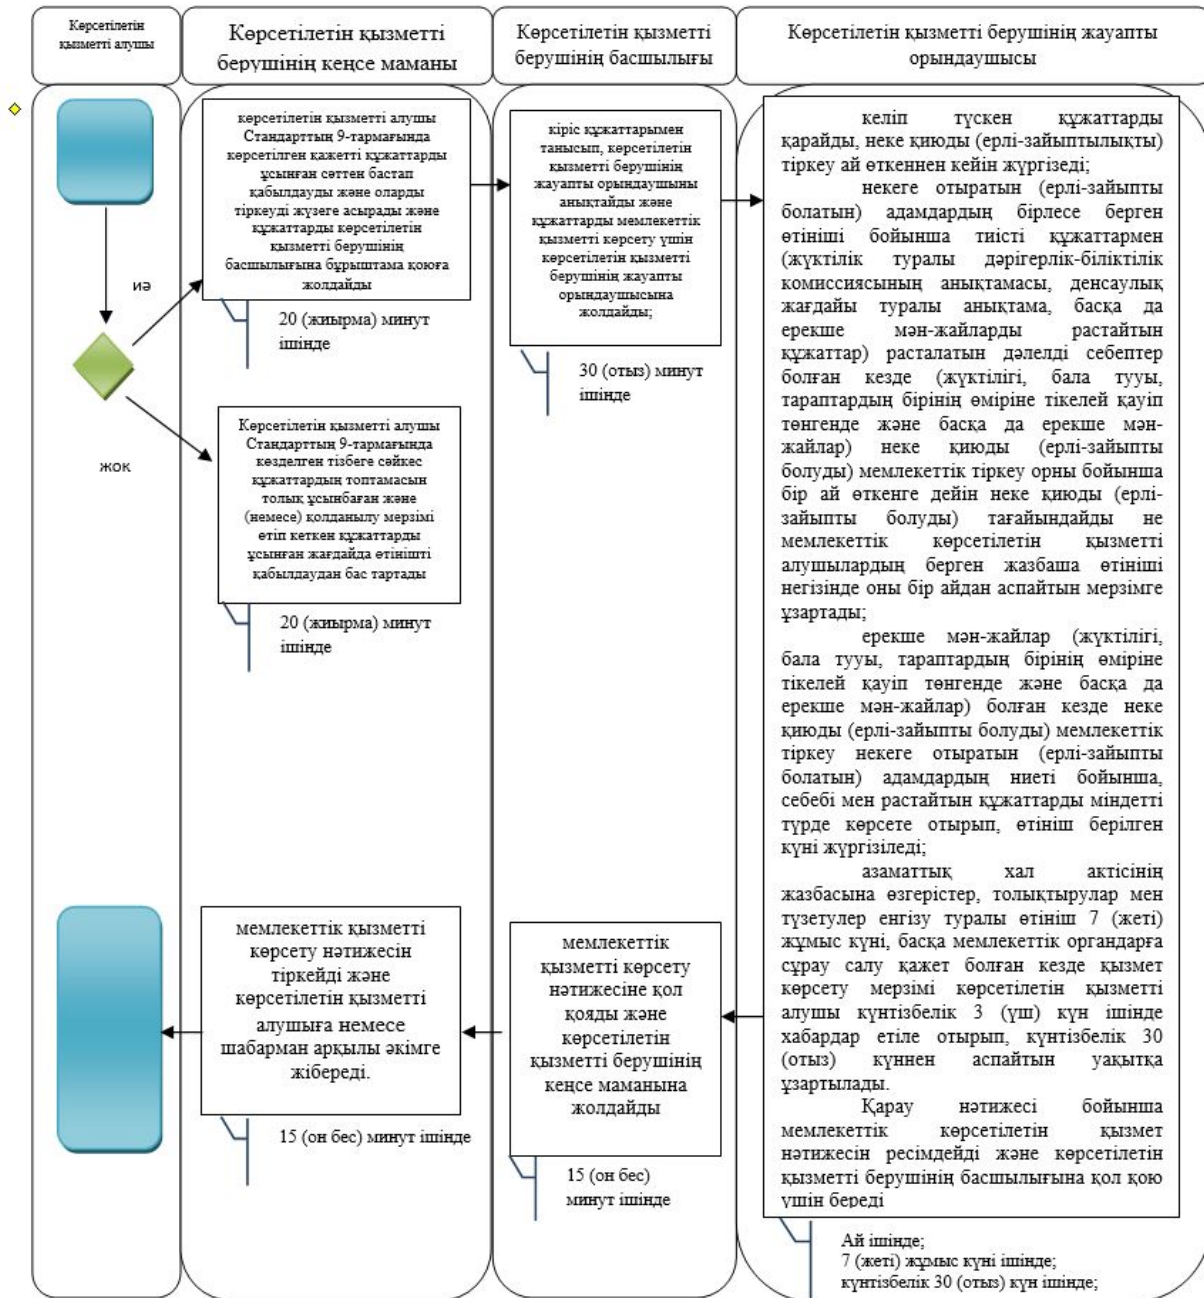 Көрсетілетін
қызметті алушы
Көрсетілетін қызметті
берушінің кеңсе маманы
Көрсетілетін қызметті
берушінің басшылығы
Көрсетілетін қызметті берушінің жауапты
орындаушысы
көрсетілетін қызметті алушы
Стандарттың 9-тармағында
көрсетілген қажетті құжаттарды
ұсынған сәттен бастап
қабылдауды және оларды
тіркеуді жүзеге асырады және
құжаттарды көрсетілетін
қызметті берушінің
басшылығына бұрыштама қоюға
жолдайды
20 (жиырма) минут
ішінде
иә
жоқ
Көрсетілетін қызметті алушы
Стандарттың 9-тармағында
көзделген тізбеге сәйкес
құжаттардың топтамасын
толық ұсынбаған және
(немесе) қолданылу мерзімі
өтіп кеткен құжаттарды
ұсынған жағдайда өтінішті
қабылдаудан бас тартады
20 (жиырма) минут
ішінде
кіріс құжаттарымен
танысып, көрсетілетін
қызметті берушінің
жауапты орындаушыны
анықтайды және
құжаттарды мемлекеттік
қызметті көрсету үшін
көрсетілетін қызметті
берушінің жауапты
орындаушысына
жолдайды;
30 (отыз) минут
ішінде
келіп түскен құжаттарды
қарайды, неке қиюды (ерлі-зайыптылықты)
тіркеу ай өткеннен кейін жүргізеді;
некеге отыратын (ерлі-зайыпты
болатын) адамдардың бірлесе берген
өтініші бойынша тиісті құжаттармен
(жүктілік туралы дәрігерлік-біліктілік
комиссиясының анықтамасы, денсаулық
жағдайы туралы анықтама, басқа да
ерекше мән-жайларды растайтын
құжаттар) расталатын дәлелді себептер
болған кезде (жүктілігі, бала тууы,
тараптардың бірінің өміріне тікелей қауіп
төнгенде және басқа да ерекше мән-
жайлар) неке қиюды (ерлі-зайыпты
болуды) мемлекеттік тіркеу орны бойынша
бір ай өткенге дейін неке қиюды (ерлі-
зайыпты болуды) тағайындайды не
мемлекеттік көрсетілетін қызметті
алушылардың берген жазбаша өтініші
негізінде оны бір айдан аспайтын мерзімге
ұзартады;
ерекше мән-жайлар (жүктілігі,
бала тууы, тараптардың бірінің өміріне
тікелей қауіп төнгенде және басқа да
ерекше мән-жайлар) болған кезде неке
қиюды (ерлі-зайыпты болуды) мемлекеттік
тіркеу некеге отыратын (ерлі-зайыпты
болатын) адамдардың ниеті бойынша,
себебі мен растайтын құжаттарды міндетті
түрде көрсете отырып, өтініш берілген
күні жүргізіледі;
азаматтық хал актісінің
жазбасына өзгерістер, толықтырулар мен
түзетулер енгізу туралы өтініш 7 (жеті)
жұмыс күні, басқа мемлекеттік органдарға
сұрау салу қажет болған кезде қызмет
көрсету мерзімі көрсетілетін қызметті
алушы күнтізбелік 3 (үш) күн ішінде
хабардар етіле отырып, күнтізбелік 30
(отыз) күннен аспайтын уақытқа
ұзартылады.
Қарау нәтижесі бойынша
мемлекеттік көрсетілетін қызмет
нәтижесін ресімдейді және көрсетілетін
қызметті берушінің басшылығына қол қою
үшін береді
Ай ішінде;
7 (жеті) жұмыс күні ішінде;
күнтізбелік 30 (отыз) күн ішінде;
мемлекеттік
қызметті көрсету
нәтижесіне қол
қояды және
көрсетілетін
қызметті берушінің
кеңсе маманына
жолдайды
15 (он бес)
минут ішінде
мемлекеттік қызметті
көрсету нәтижесін
тіркейді және
көрсетілетін қызметті
алушыға немесе
шабарман арқылы әкімге
жібереді.
15 (он бес) минут ішінде